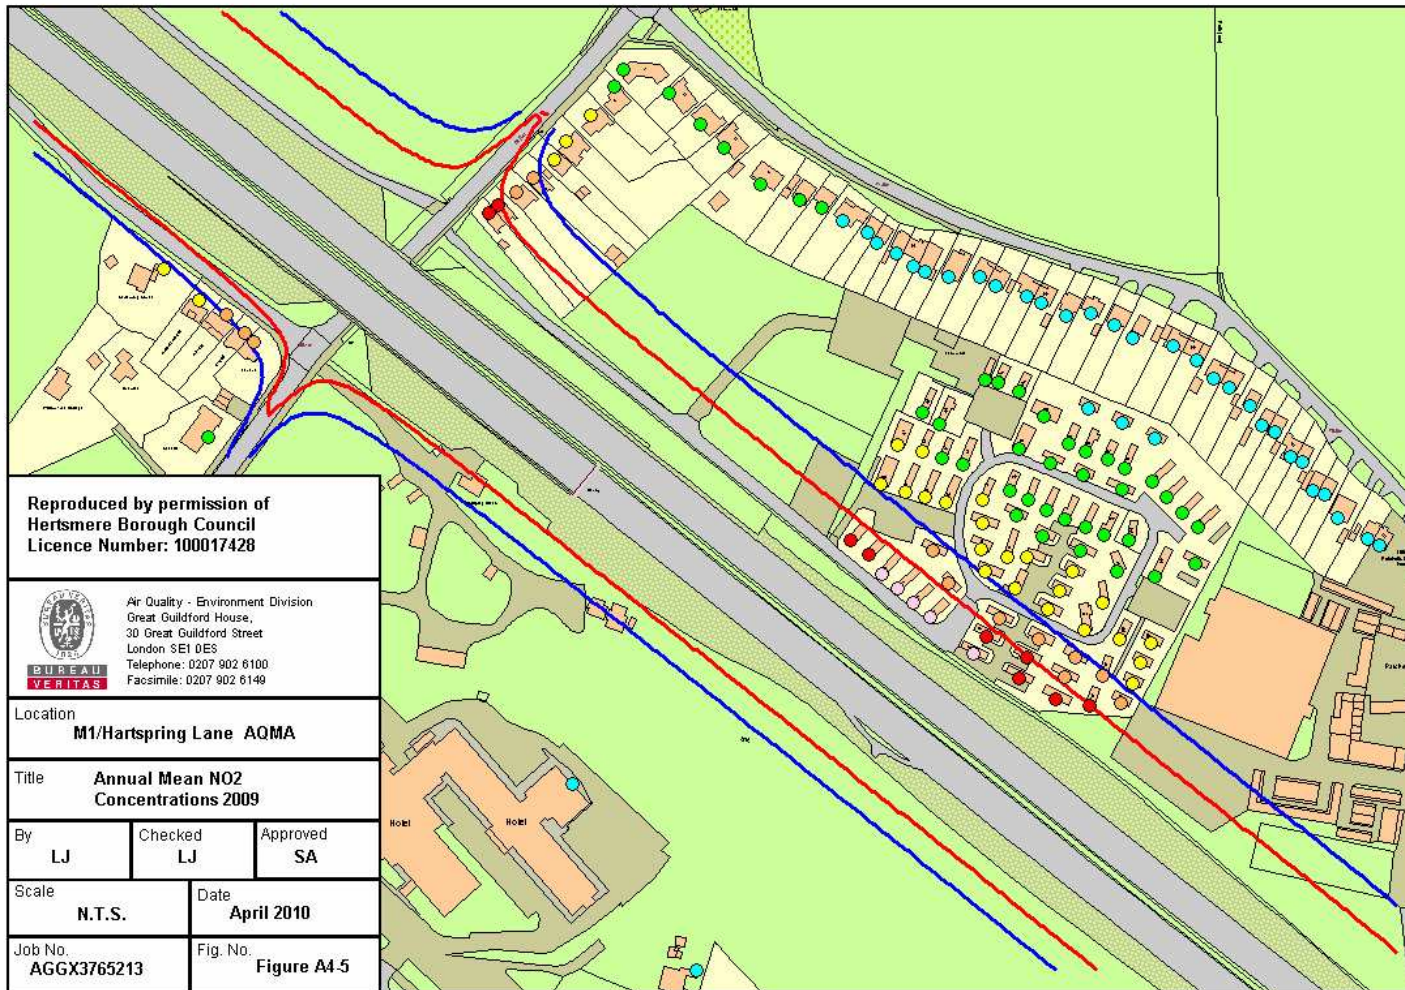 Reproduced by permission of
Hertsmere Borough Council
Licence Number: 100017428
BUREAU
VERITAS
Air Quality - Environment Division
Great Guildford House,
30 Great Guildford Street
London SE1 0ES
Telephone: 0207 902 6100
Facsimile: 0207 902 6149
Location
M1/Hartspring Lane AQMA
Title
Annual Mean NO2
Concentrations 2009
By
LJ
Checked
LJ
Approved
SA
Scale
N.T.S.
Date
April 2010
Job No.
AGGX3765213
Fig. No.
Figure A4-5
Hotel
Hotel